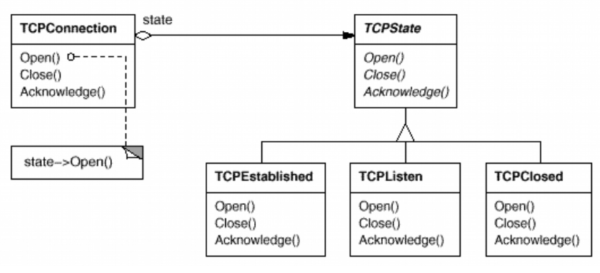 state
TCPConnection
Open()
Close()
Acknowledge()
state->Open()
TCPState
Open()
Close()
Acknowledge()
TCPEstablished
Open()
Close()
Acknowledge()
TCPListen
Open()
Close()
Acknowledge()
TCPClosed
Open()
Close()
Acknowledge()